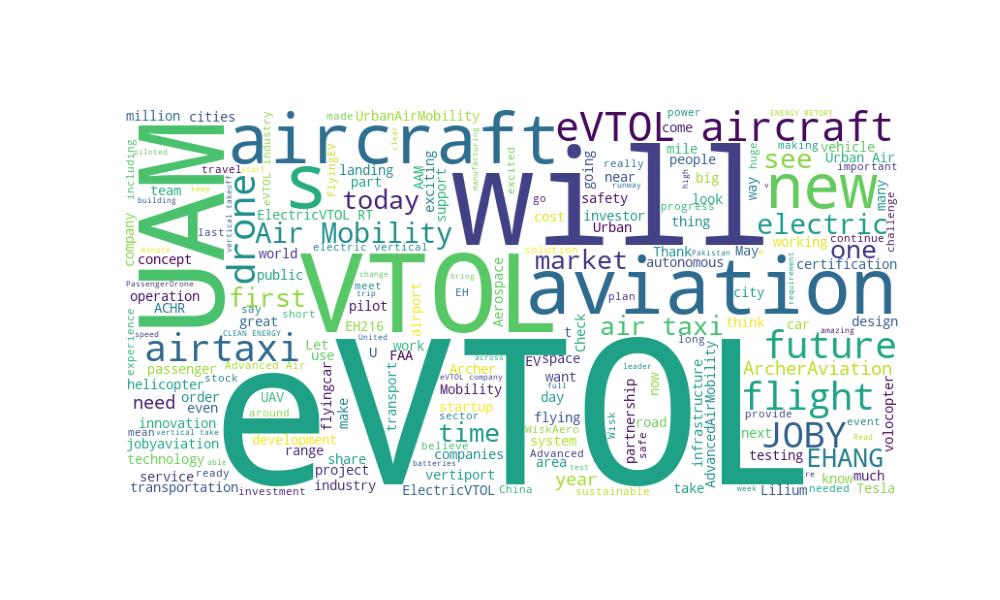 million cities
made UrbanAirMobility
power
ENERGY RETORT
aircraft
eVTOL aircraft
come
UAM
including
piloted
travel
start
team
keep
building
eVTOL industry
FlyingEV
landing
part
clear
AAM
exciting
support
manufacturing
excited
will
going
really
near
mile
people
high
big
look
way
huge
making vehicle
see
Urban Air
important
new
many
challenge
s
today
go
safety
cost
investor
progress
thing
Urban
v
electric
continue
company
last
vertical takeoff
drone
ElectricVTOL RT
Air Mobility
electric vertical
solution
market
Thank
Pakistan
May
autonomous
working
one
certification
concept
minute
world
public
PassengerDrone
operation
ACHR
first
say
great
short
VTOL
change
meet
trip
pilot
airport
bring
EH
Aerospace
aviation
plan
city
requirement
design
experience
speed
CLEAN ENERGY
EH216
United
U
FAA
work
t
Check
air taxi
think
car
amazing
long
future
airtaxi
Let
use
passenger
Advanced Air
helicopter
stock
order
need
even
flyingcar
make
transport
Archer
across
EV
space
eVTOL company
Mobility
startup
want
full
day
leader
now
partnership
road
safe
Wisk
infrastructure
AdvancedAirMobility
ArcherAviation
flight
provide
event
volocopter
eVTOL
UAV
around
innovation
mean
vertical take
jobyaviation
development
range
technology
able
service
ready
transportation
investment
share
project
industry
sector
time
believe
companies
batteries
vertiport
ElectricVTOL
China
flying
WiskAero
system
Advanced
area
test
year
sustainable
take
next
JOBY
Read
testing
EHANG
re
know
much
week
Lilium
needed
Tesla